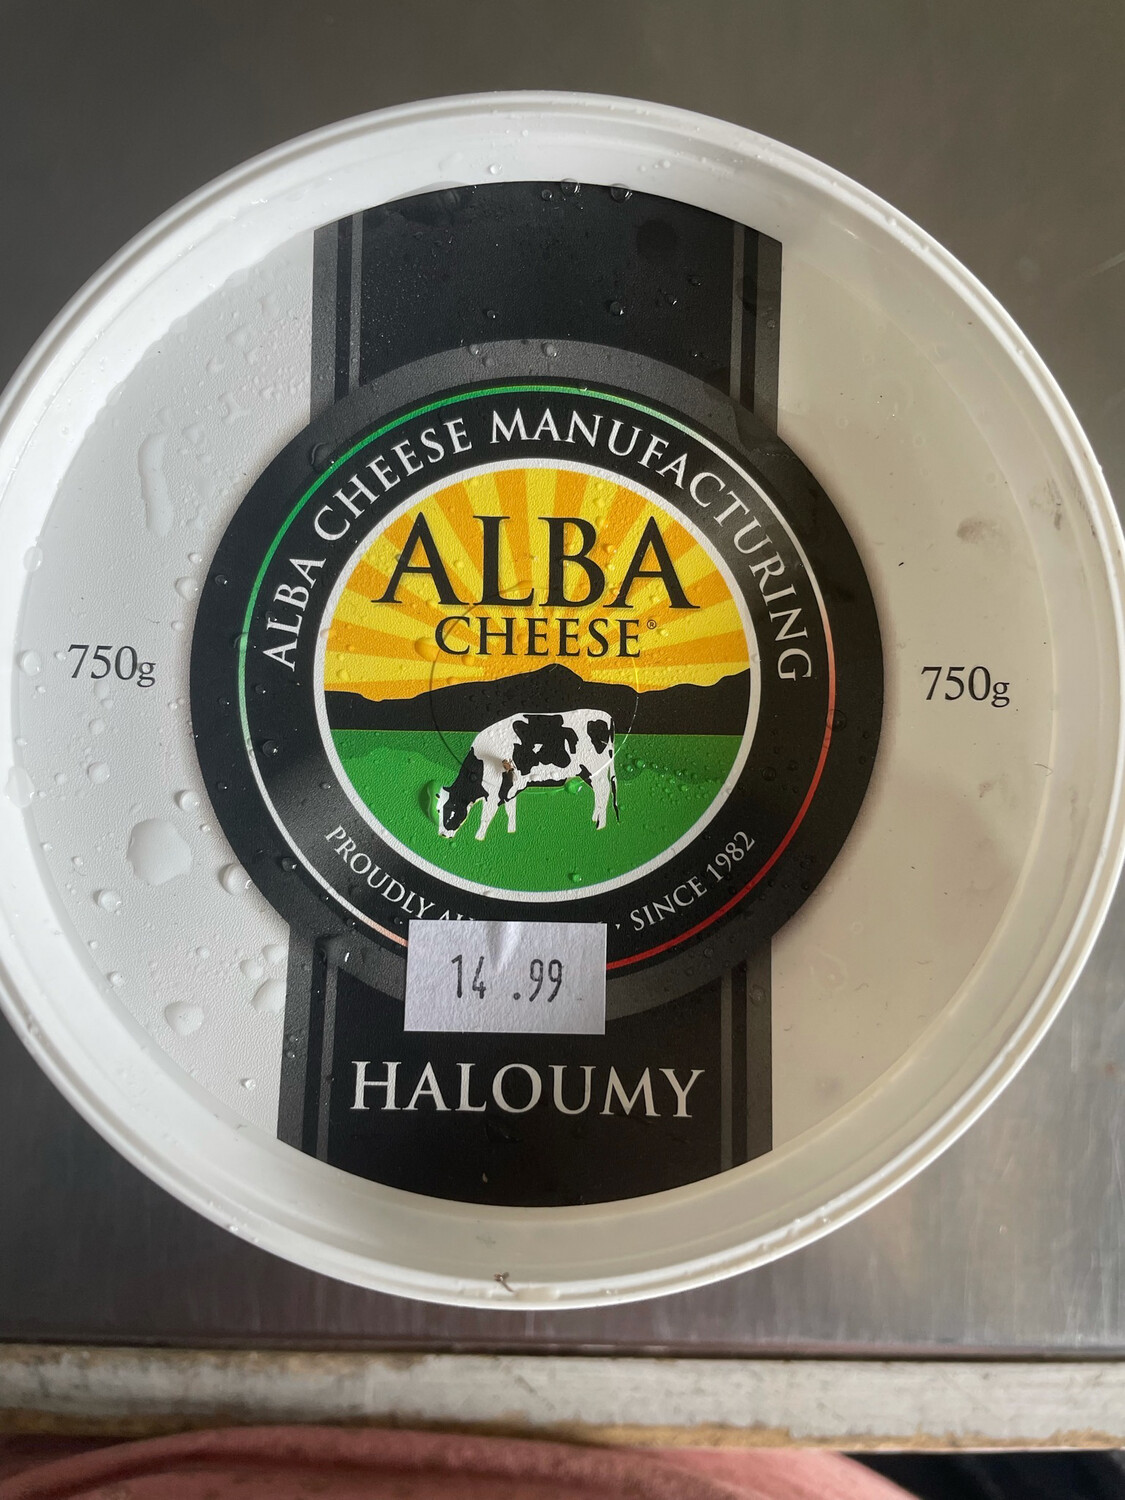 ALBA CHEESE MANUFACTURING
ALBA
CHEESE®
750g
750g
PROUDLY
SINCE 1982
14.99
HALOUMY